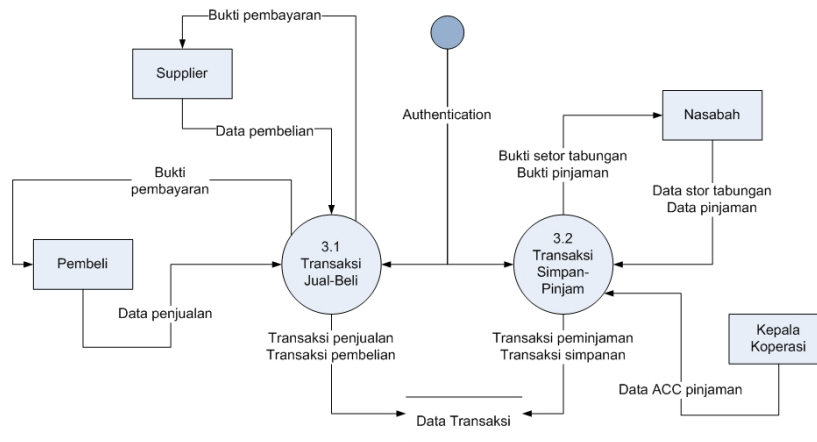 Bukti pembayaran
Supplier
Authentication
Nasabah
Data pembelian
Bukti setor tabungan
Bukti pinjaman
Bukti
pembayaran
Data stor tabungan
Data pinjaman
3.1
Transaksi
Jual-Beli
3.2
Transaksi
Simpan-
Pinjam
Pembeli
Data penjualan
Transaksi penjualan
Transaksi pembelian
Transaksi peminjaman
Transaksi simpanan
Kepala
Koperasi
Data ACC pinjaman
Data Transaksi